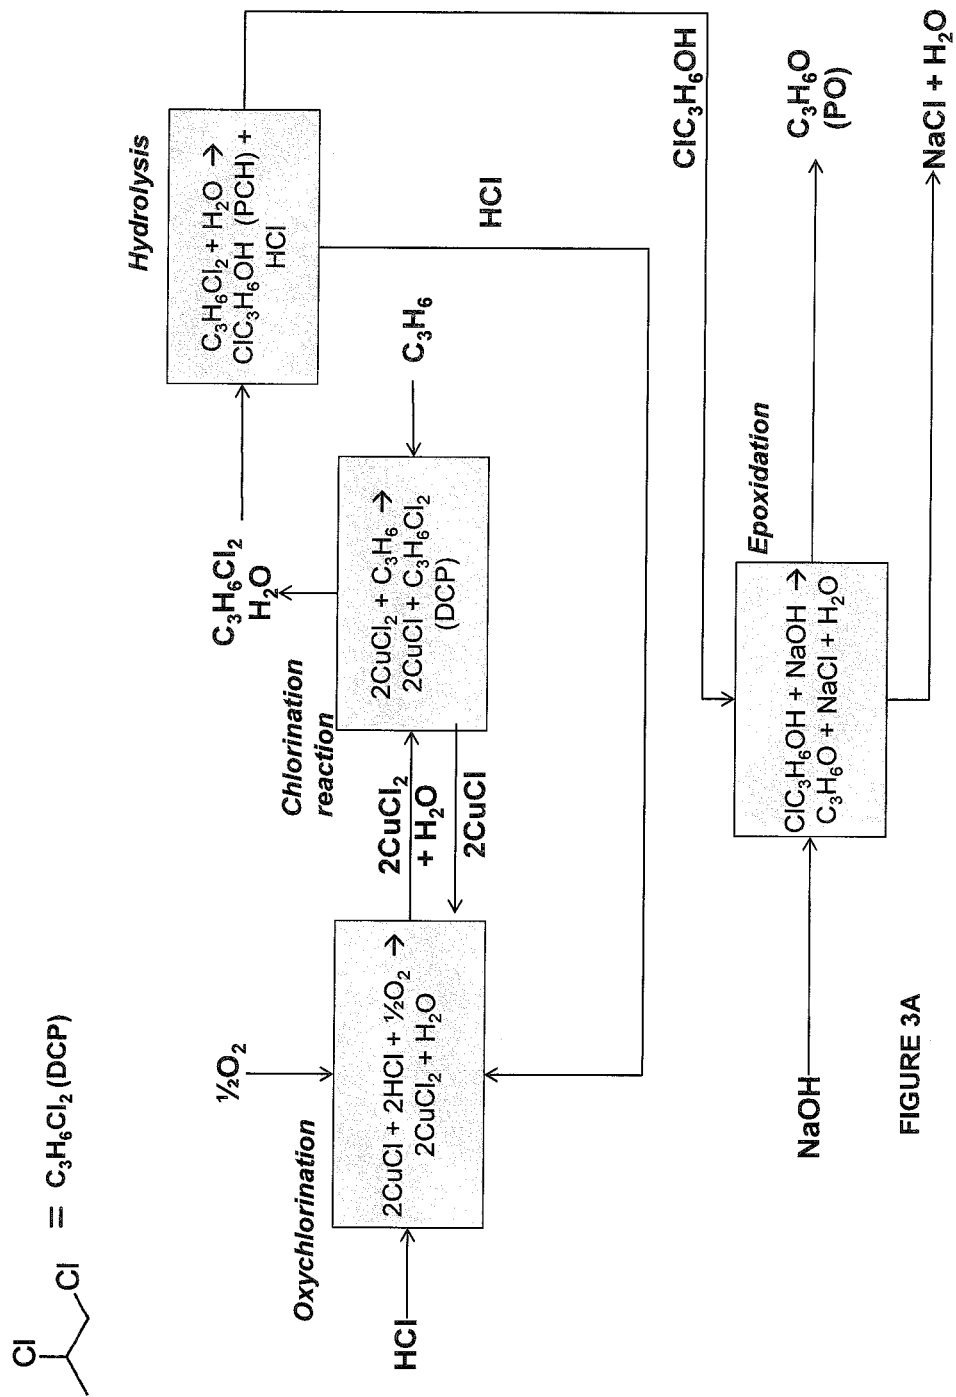 Cl
Cl
= C₃H₆Cl₂ (DCP)
Oxychlorination
½O₂
HCl
2CuCl + 2HCl + ½O₂ →
2CuCl₂ + H₂O
2CuCl₂
+ H₂O
2CuCl
Chlorination
reaction
2CuCl₂ + C₃H₆ →
2CuCl + C₃H₆Cl₂
(DCP)
C₃H₆
C₃H₆Cl₂
H₂O
Hydrolysis
C₃H₆Cl₂ + H₂O →
ClC₃H₆OH (PCH) +
HCl
HCl
ClC₃H₆OH
Epoxidation
NaOH
ClC₃H₆OH + NaOH →
C₃H₆O + NaCl + H₂O
C₃H₆O
(PO)
NaCl + H₂O
FIGURE 3A